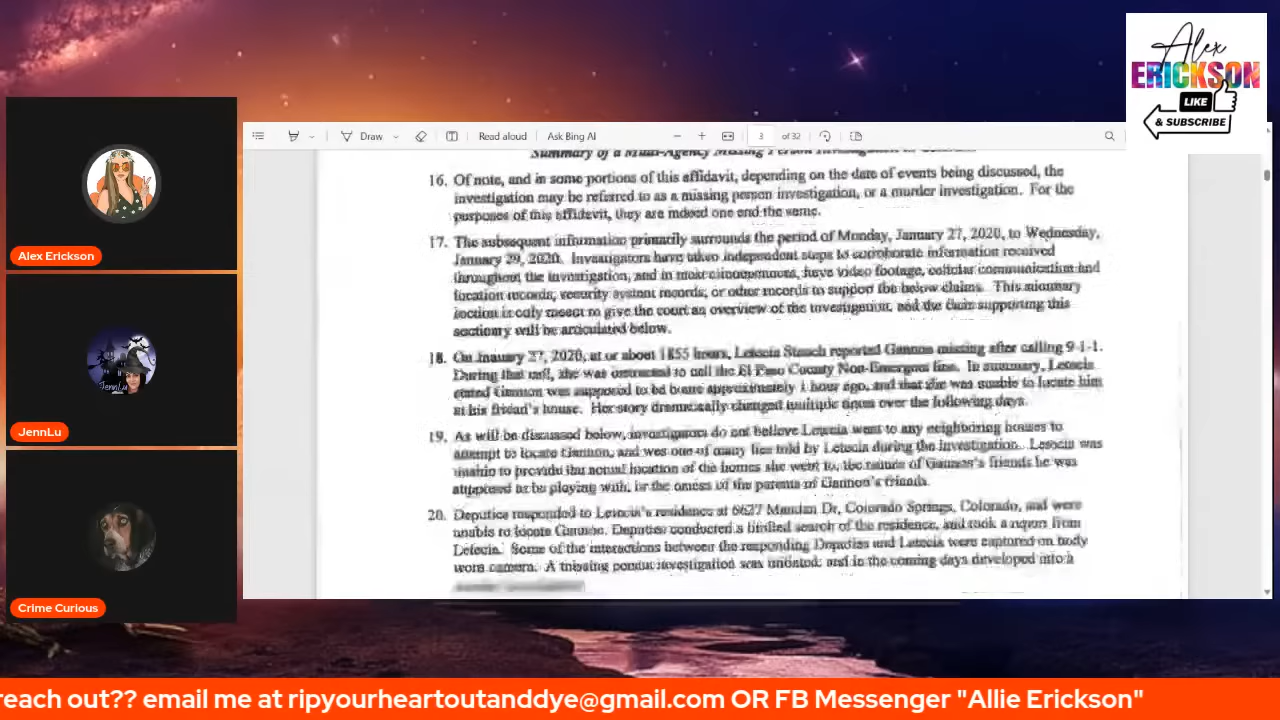 Alex
ERICKSON
LIKE
& SUBSCRIBE
Draw
Read aloud
Ask Bing AI
3
of 32
Summary of a Multi-Agency Missing Person Investigation
16. Of note, and in some portions of this affidavit, depending on the date of events being discussed, the
investigation may be referred to as a missing person investigation, or a murder investigation. For the
purposes of this affidavit, they are indeed one and the same.
17. The subsequent information primarily surrounds the period of Monday, January 27, 2020, to Wednesday,
January 29, 2020. Investigators have taken independent steps to corroborate information received
throughout the investigation, and in most circumstances, have video footage, cellular communication and
location records, security system records, or other records to support the below claims. This summary
section is only meant to give the court an overview of the investigation, and the facts supporting this
section will be articulated below.
18. On January 27, 2020, at or about 1855 hours, Letecia Stauch reported Gannon missing after calling 9-1-1.
During that call, she was instructed to call the El Paso County Non-Emergent line. In summary, Letecia
stated Gannon was supposed to be home approximately 1 hour ago, and that she was unable to locate him
at his friend's house. Her story dramatically changed multiple times over the following days.
19. As will be discussed below, investigators do not believe Letecia went to any neighboring houses to
attempt to locate Gannon, and was one of many lies told by Letecia during the investigation. Letecia was
unable to provide the actual location of the homes she went to, the names of Gannon's friends he was
supposed to be playing with, or the names of the parents of Gannon's friends.
20. Deputies responded to Letecia's residence at 6627 Mandan Dr, Colorado Springs, Colorado, and were
unable to locate Gannon. Deputies conducted a limited search of the residence, and took a report from
Letecia. Some of the interactions between the responding Deputies and Letecia were captured on body
worn camera. A missing person investigation was initiated, and in the coming days developed into a
Alex Erickson
JennLu
JennLu
Crime Curious
reach out?? email me at ripyourheartoutanddye@gmail.com OR FB Messenger "Allie Erickson"